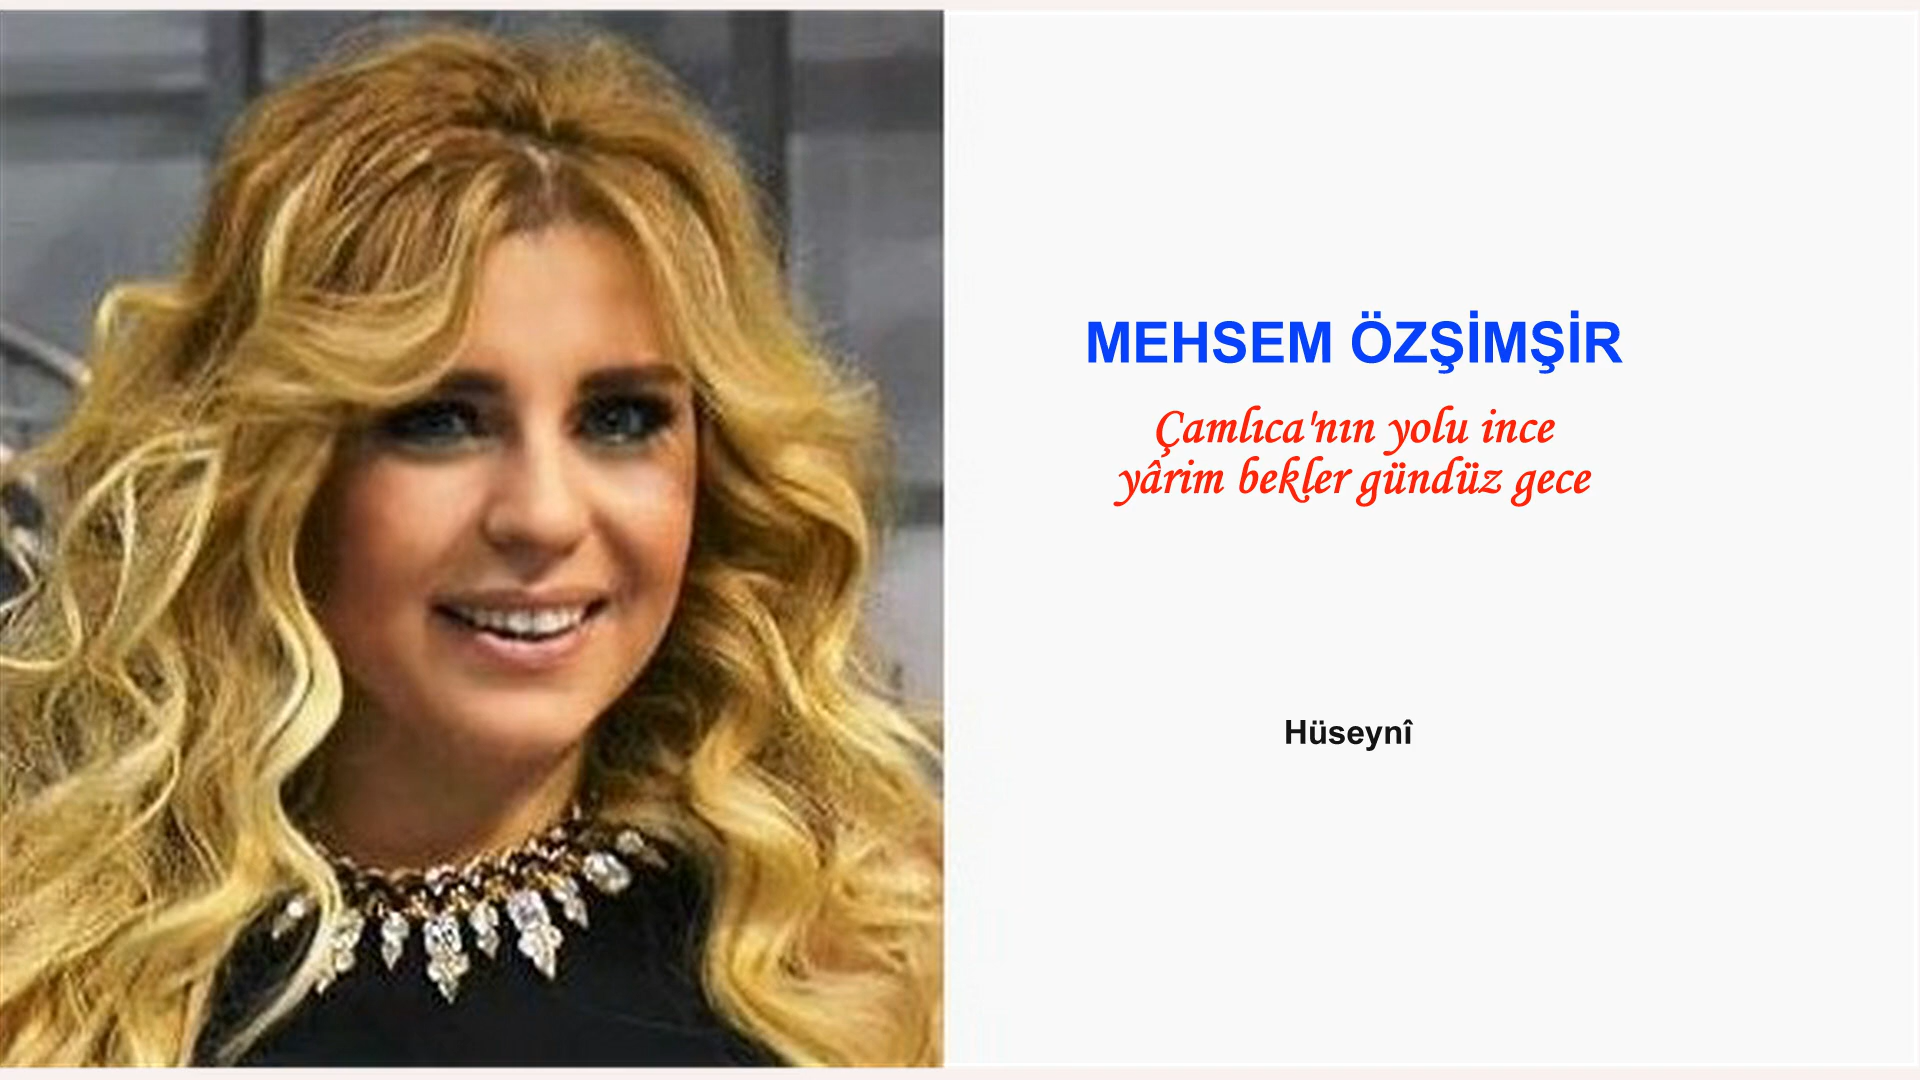 MEHSEM ÖZŞİMŞİR
Çamlıca'nın yolu ince
yârim bekler gündüz gece
Hüseynî